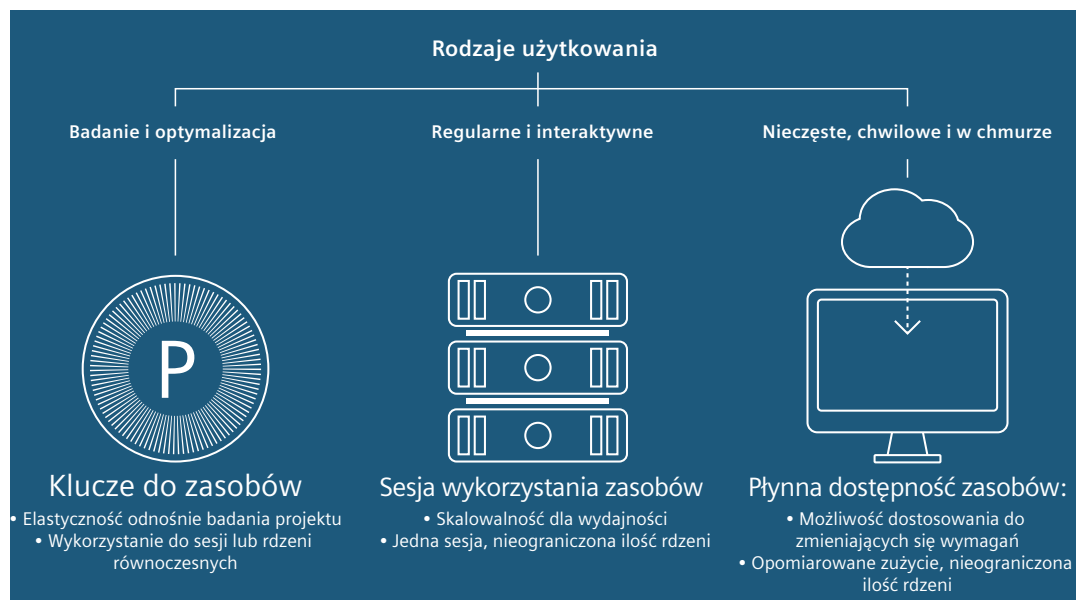 Rodzaje użytkowania
Badanie i optymalizacja
Regularne i interaktywne
Nieczęste, chwilowe i w chmurze
P
Klucze do zasobów
• Elastyczność odnośnie badania projektu
• Wykorzystanie do sesji lub rdzeni
równoczesnych
Sesja wykorzystania zasobów
• Skalowalność dla wydajności
• Jedna sesja, nieograniczona ilość rdzeni
Płynna dostępność zasobów:
• Możliwość dostosowania do
zmieniających się wymagań
• Opomiarowane zużycie, nieograniczona
ilość rdzeni